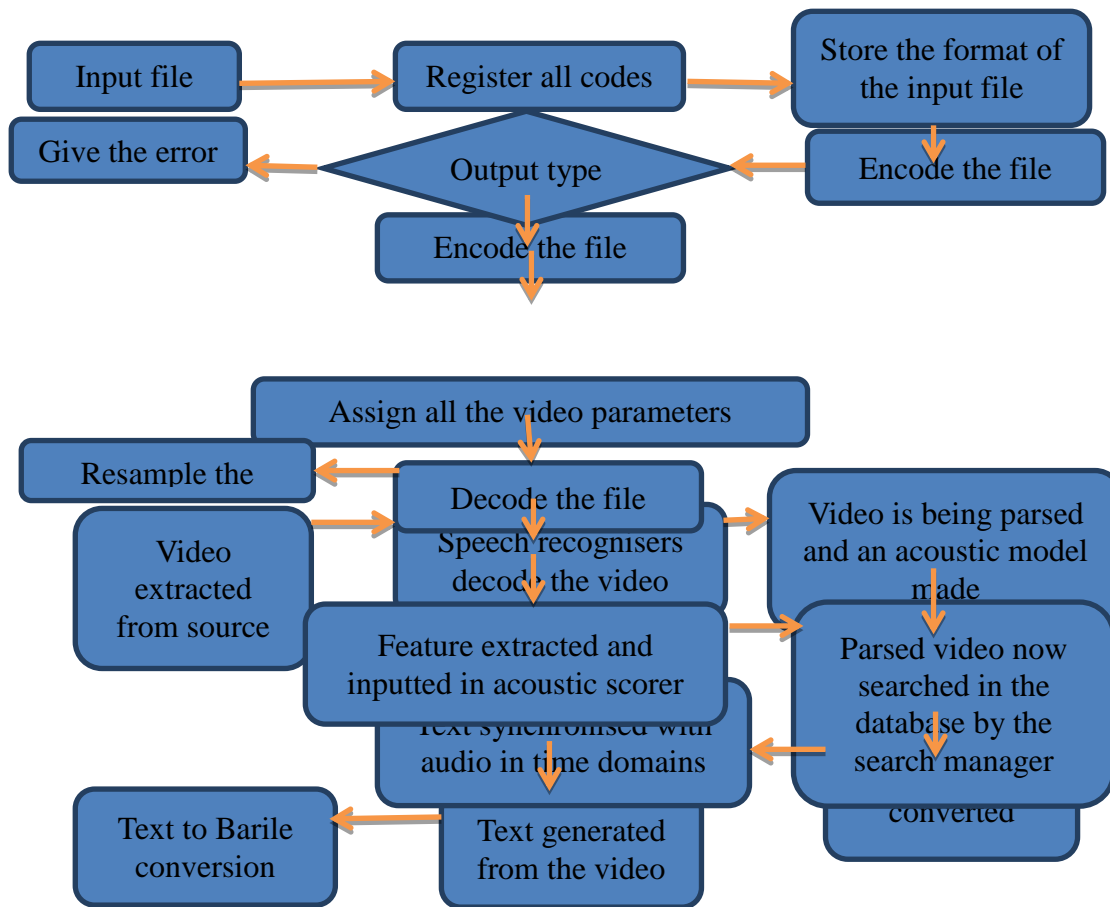 Input file
Register all codes
Store the format of
the input file
Give the error
Output type
Encode the file
Encode the file
Assign all the video parameters
Resample the
Decode the file
Video
extracted
from source
Speech recognisers
decode the video
Video is being parsed
and an acoustic model
made
Feature extracted and
inputted in acoustic scorer
Parsed video now
searched in the
database by the
search manager
Text synchronised with
audio in time domains
converted
Text to Barile
conversion
Text generated
from the video